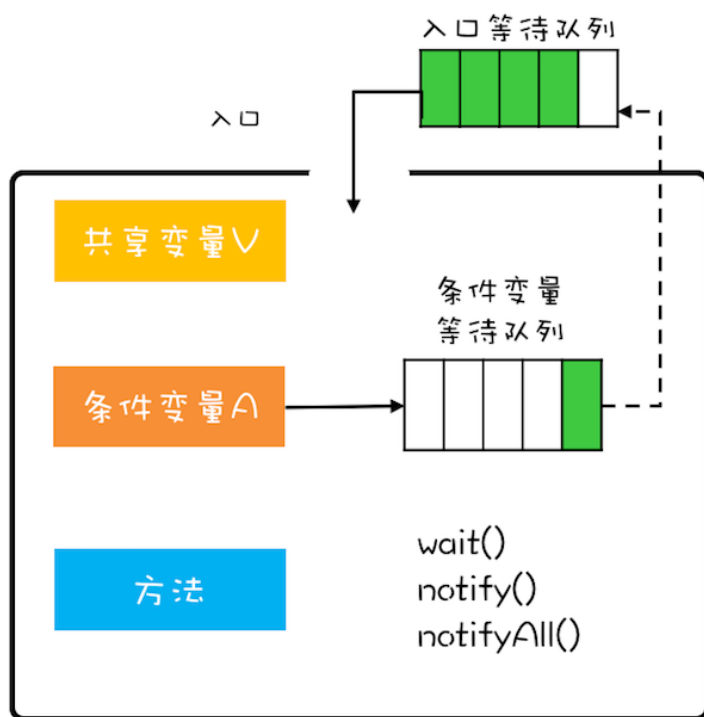 入口等待队列
入口
共享变量V
条件变量
等待队列
条件变量A
wait()
notify()
notifyAll()
方法